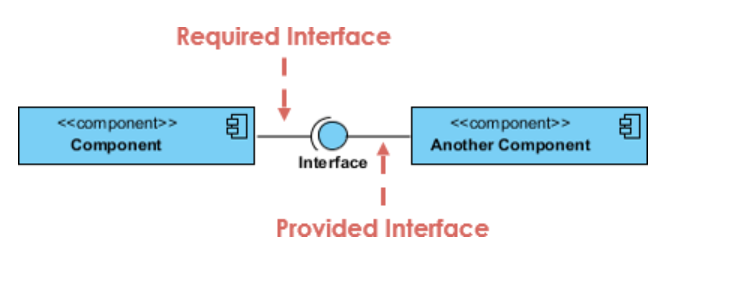 Required Interface
<<component>>
Component
<<component>>
Another Component
Interface
Provided Interface